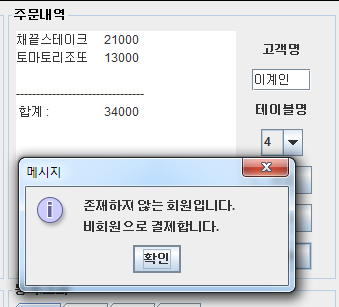 주문내역
채끝스테이크 21000
토마토리조또 13000
--------------------------------
합계 : 34000
고객명
이계인
테이블명
4
메시지
존재하지 않는 회원입니다.
비회원으로 결제합니다.
확인